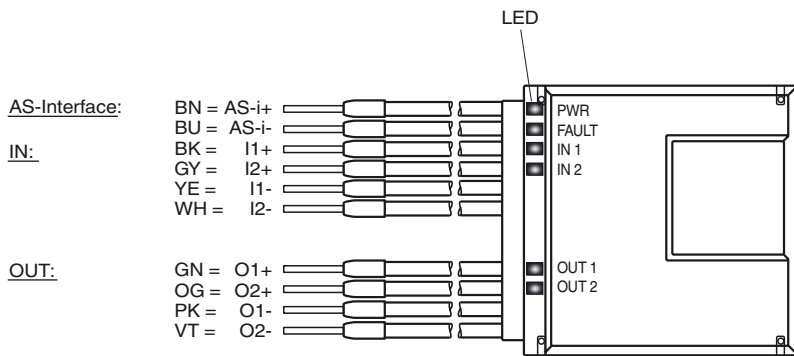 LED
AS-Interface:
BN = AS-i+
BU = AS-i-
IN:
BK = I1+
GY = I2+
YE = I1-
WH = I2-
OUT:
GN = O1+
OG = O2+
PK = O1-
VT = O2-
PWR
FAULT
IN 1
IN 2
OUT 1
OUT 2